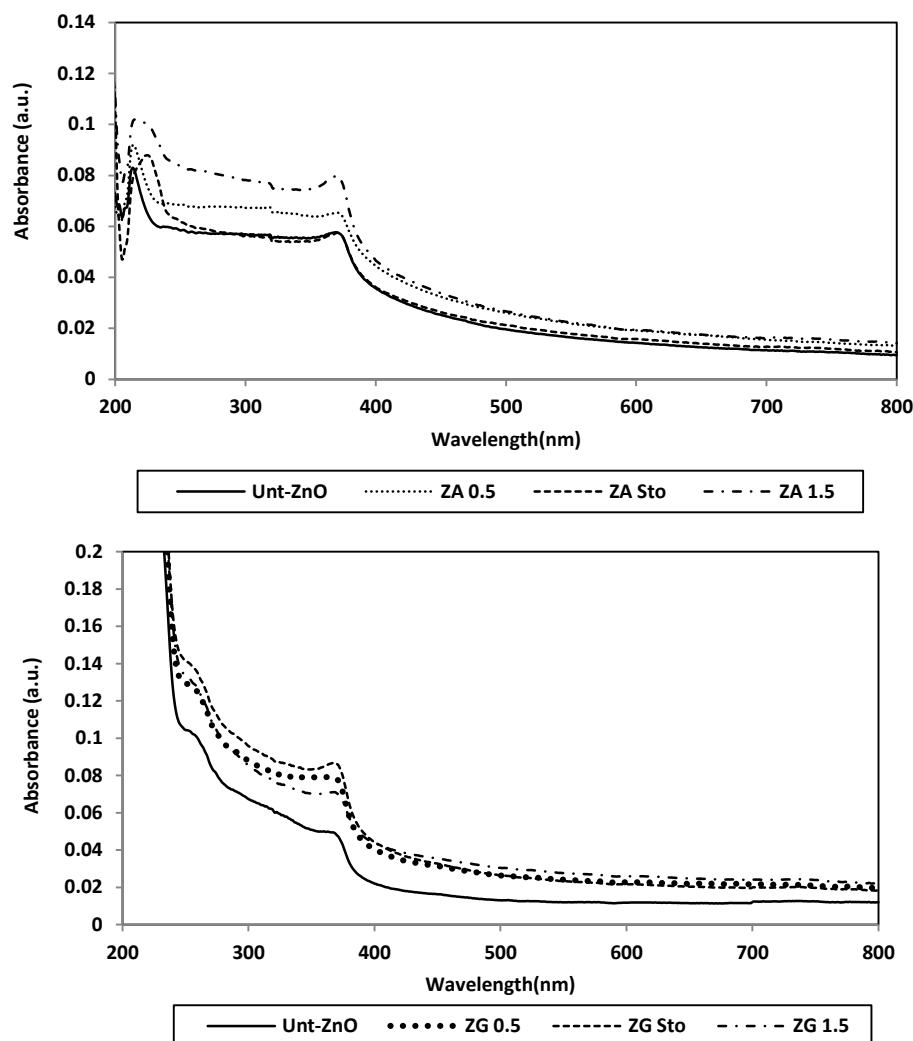 0.14
0.12
0.1
0.08
0.06
0.04
0.02
0
Absorbance (a.u.)
200 300 400 500 600 700 800
Wavelength(nm)
Unt-ZnO ZA 0.5 ZA Sto ZA 1.5
0.2
0.18
0.16
0.14
0.12
0.1
0.08
0.06
0.04
0.02
0
Absorbance (a.u.)
200 300 400 500 600 700 800
Wavelength(nm)
Unt-ZnO ZG 0.5 ZG Sto ZG 1.5